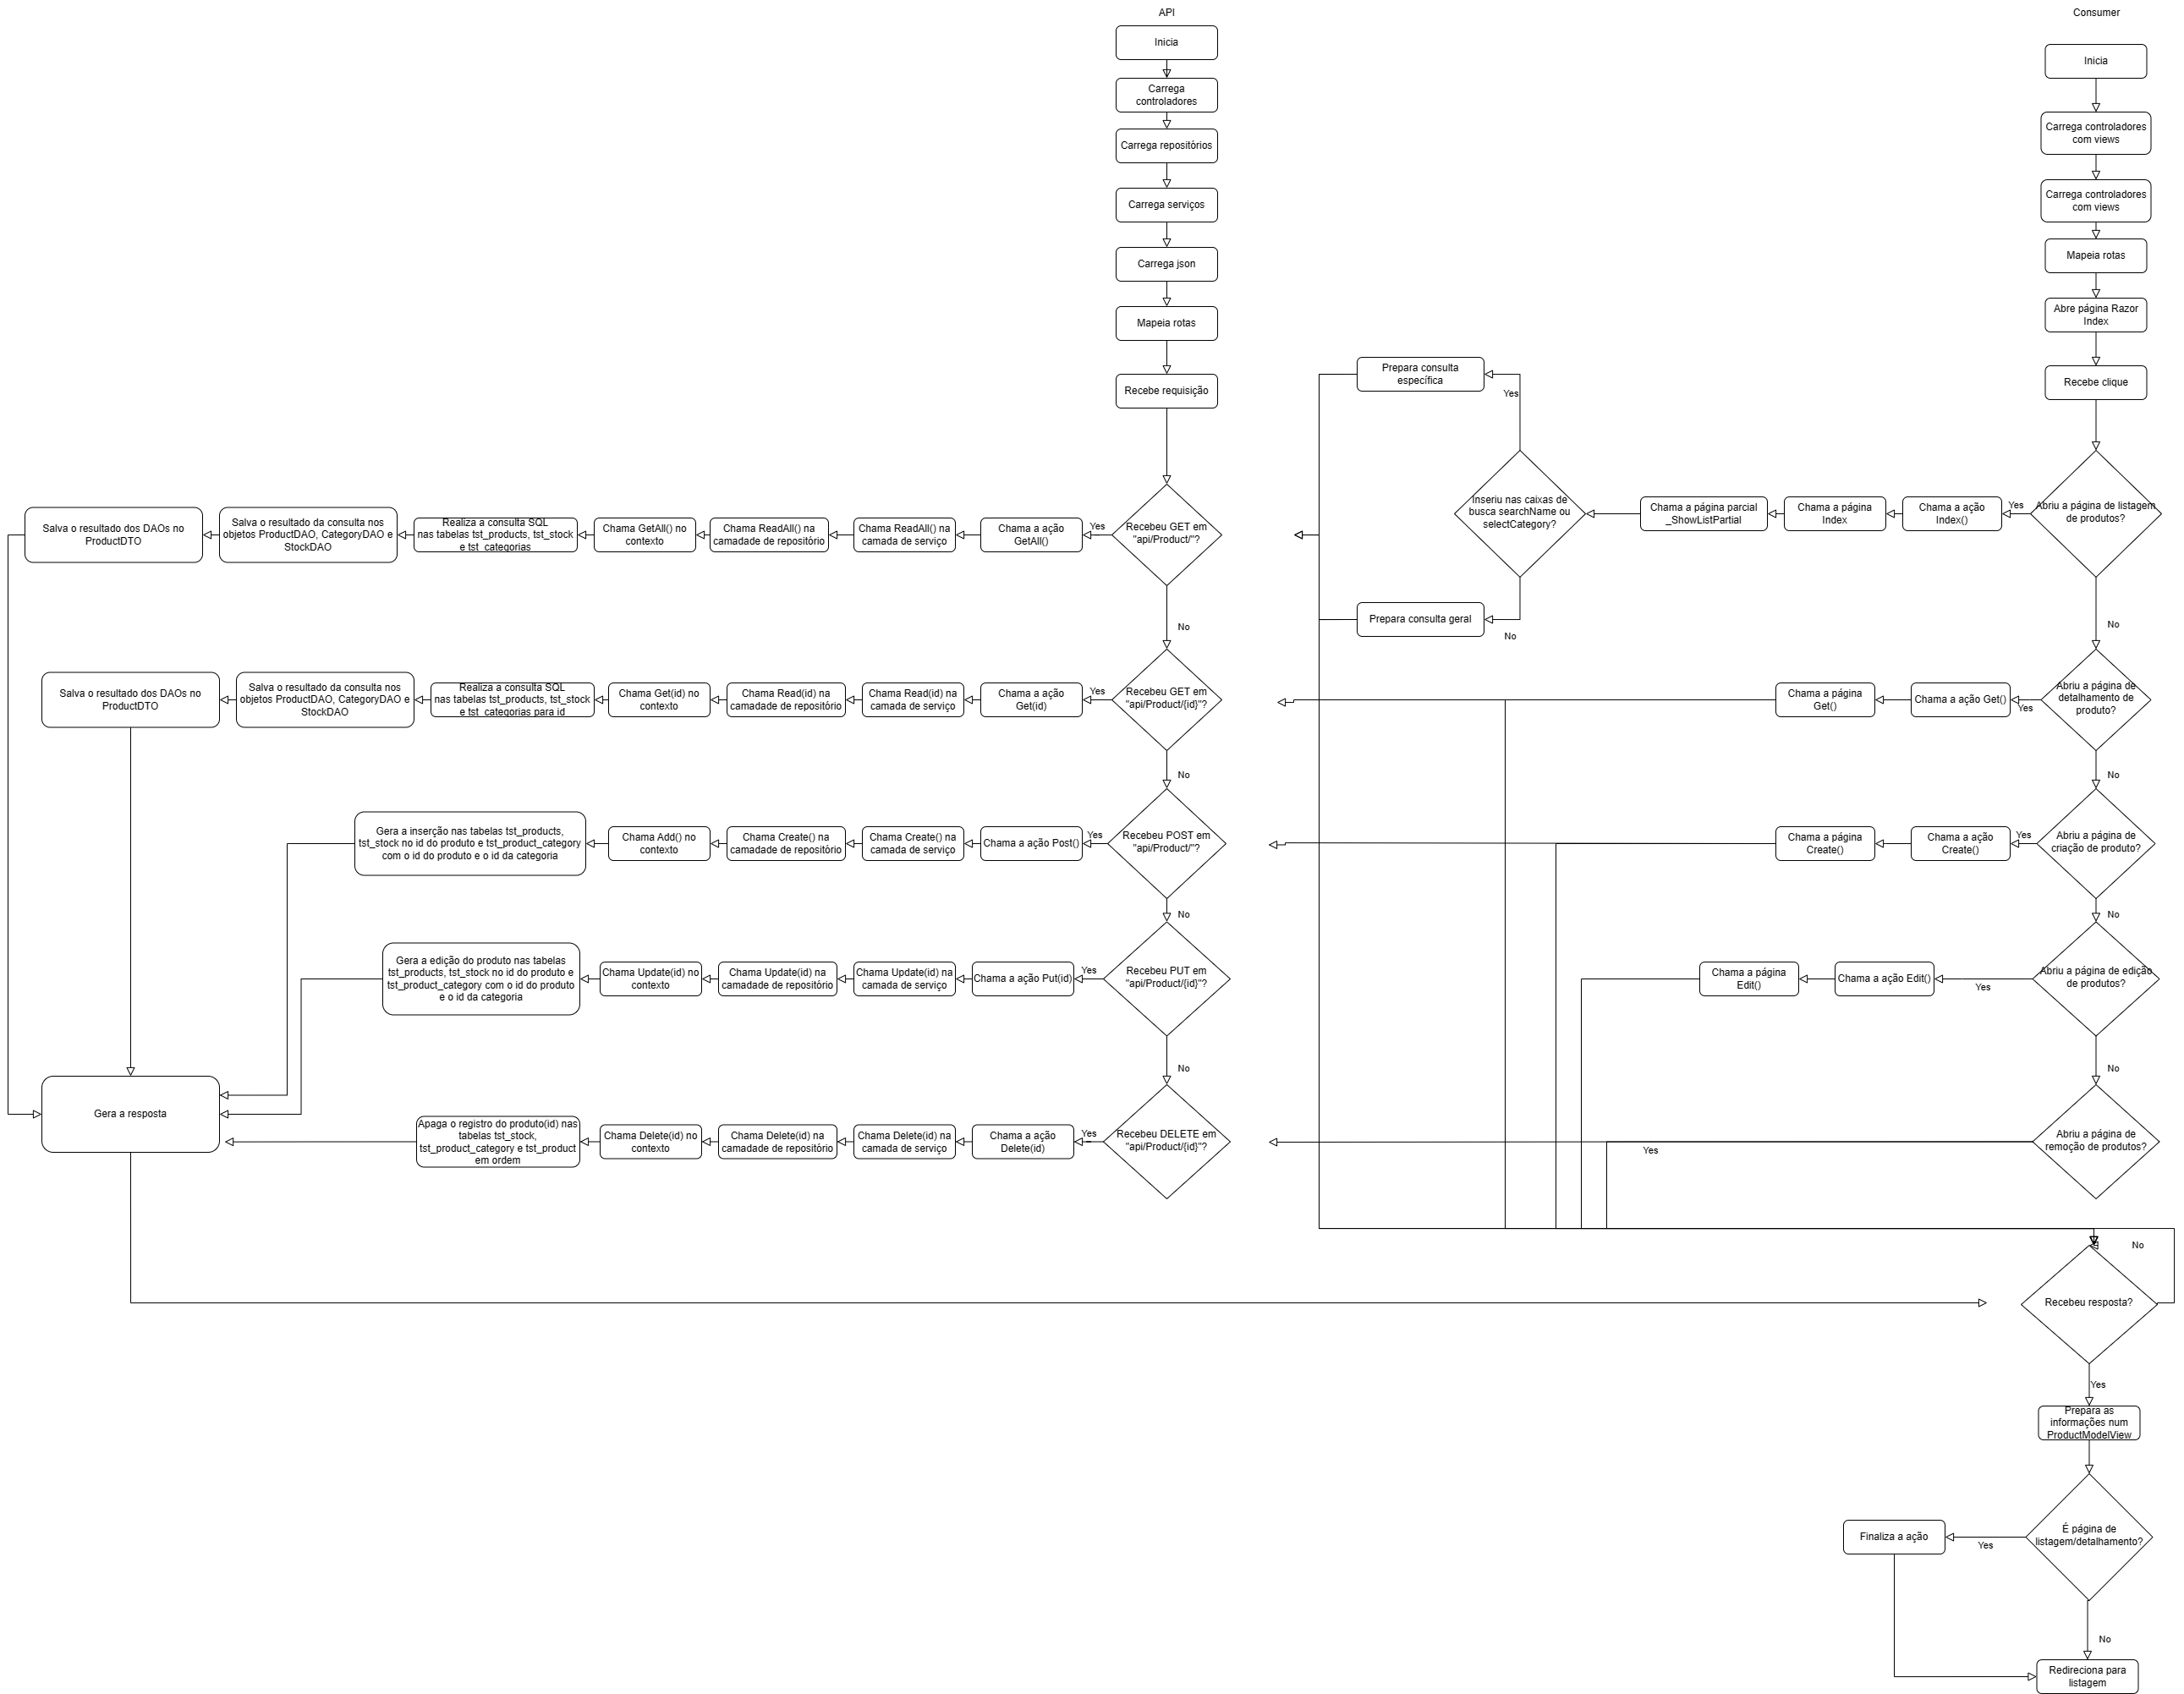 API
Consumer
Inicia
Inicia
Carrega
controladores
Carrega controladores
com views
Carrega repositórios
Carrega controladores
com views
Carrega serviços
Mapeia rotas
Carrega json
Abre página Razor
Index
Mapeia rotas
Recebe requisição
Prepara consulta
específica
Recebe clique
Yes
Salva o resultado dos DAOs no
ProductDTO
Salva o resultado da consulta nos
objetos ProductDAO, CategoryDAO e
StockDAO
Realiza a consulta SQL
nas tabelas tst_products, tst_stock
e tst_categorias
Chama GetAll() no
contexto
Chama ReadAll() na
camadade de repositório
Chama ReadAll() na
camada de serviço
Chama a ação
GetAll()
Yes
Recebeu GET em
"api/Product/"?
Inseriu nas caixas de
busca searchName ou
selectCategory?
Chama a página parcial
_ShowListPartial
Chama a página
Index
Chama a ação
Index()
Yes
Abriu a página de listagem
de produtos?
No
Prepara consulta geral
No
No
Salva o resultado dos DAOs no
ProductDTO
Salva o resultado da consulta nos
objetos ProductDAO, CategoryDAO e
StockDAO
Realiza a consulta SQL
nas tabelas tst_products, tst_stock
e tst_categorias para id
Chama Get(id) no
contexto
Chama Read(id) na
camadade de repositório
Chama Read(id) na
camada de serviço
Chama a ação
Get(id)
Yes
Recebeu GET em
"api/Product/{id}"?
Chama a página
Get()
Chama a ação Get()
Yes
Abriu a página de
detalhamento de
produto?
No
No
Gera a inserção nas tabelas tst_products,
tst_stock no id do produto e tst_product_category
com o id do produto e o id da categoria
Chama Add() no
contexto
Chama Create() na
camadade de repositório
Chama Create() na
camada de serviço
Chama a ação Post()
Yes
Recebeu POST em
"api/Product/"?
Chama a página
Create()
Chama a ação
Create()
Yes
Abriu a página de
criação de produto?
No
No
Gera a edição do produto nas tabelas
tst_products, tst_stock no id do produto e
tst_product_category com o id do produto
e o id da categoria
Chama Update(id) no
contexto
Chama Update(id) na
camadade de repositório
Chama Update(id) na
camada de serviço
Chama a ação Put(id)
Yes
Recebeu PUT em
"api/Product/{id}"?
Chama a página
Edit()
Chama a ação Edit()
Yes
Abriu a página de edição
de produtos?
No
No
Gera a resposta
Apaga o registro do produto(id) nas
tabelas tst_stock,
tst_product_category e tst_product
em ordem
Chama Delete(id) no
contexto
Chama Delete(id) na
camadade de repositório
Chama Delete(id) na
camada de serviço
Chama a ação
Delete(id)
Yes
Recebeu DELETE em
"api/Product/{id}"?
Yes
Abriu a página de
remoção de produtos?
No
Recebeu resposta?
Yes
Prepara as
informações num
ProductModelView
Finaliza a ação
Yes
É página de
listagem/detalhamento?
No
Redireciona para
listagem